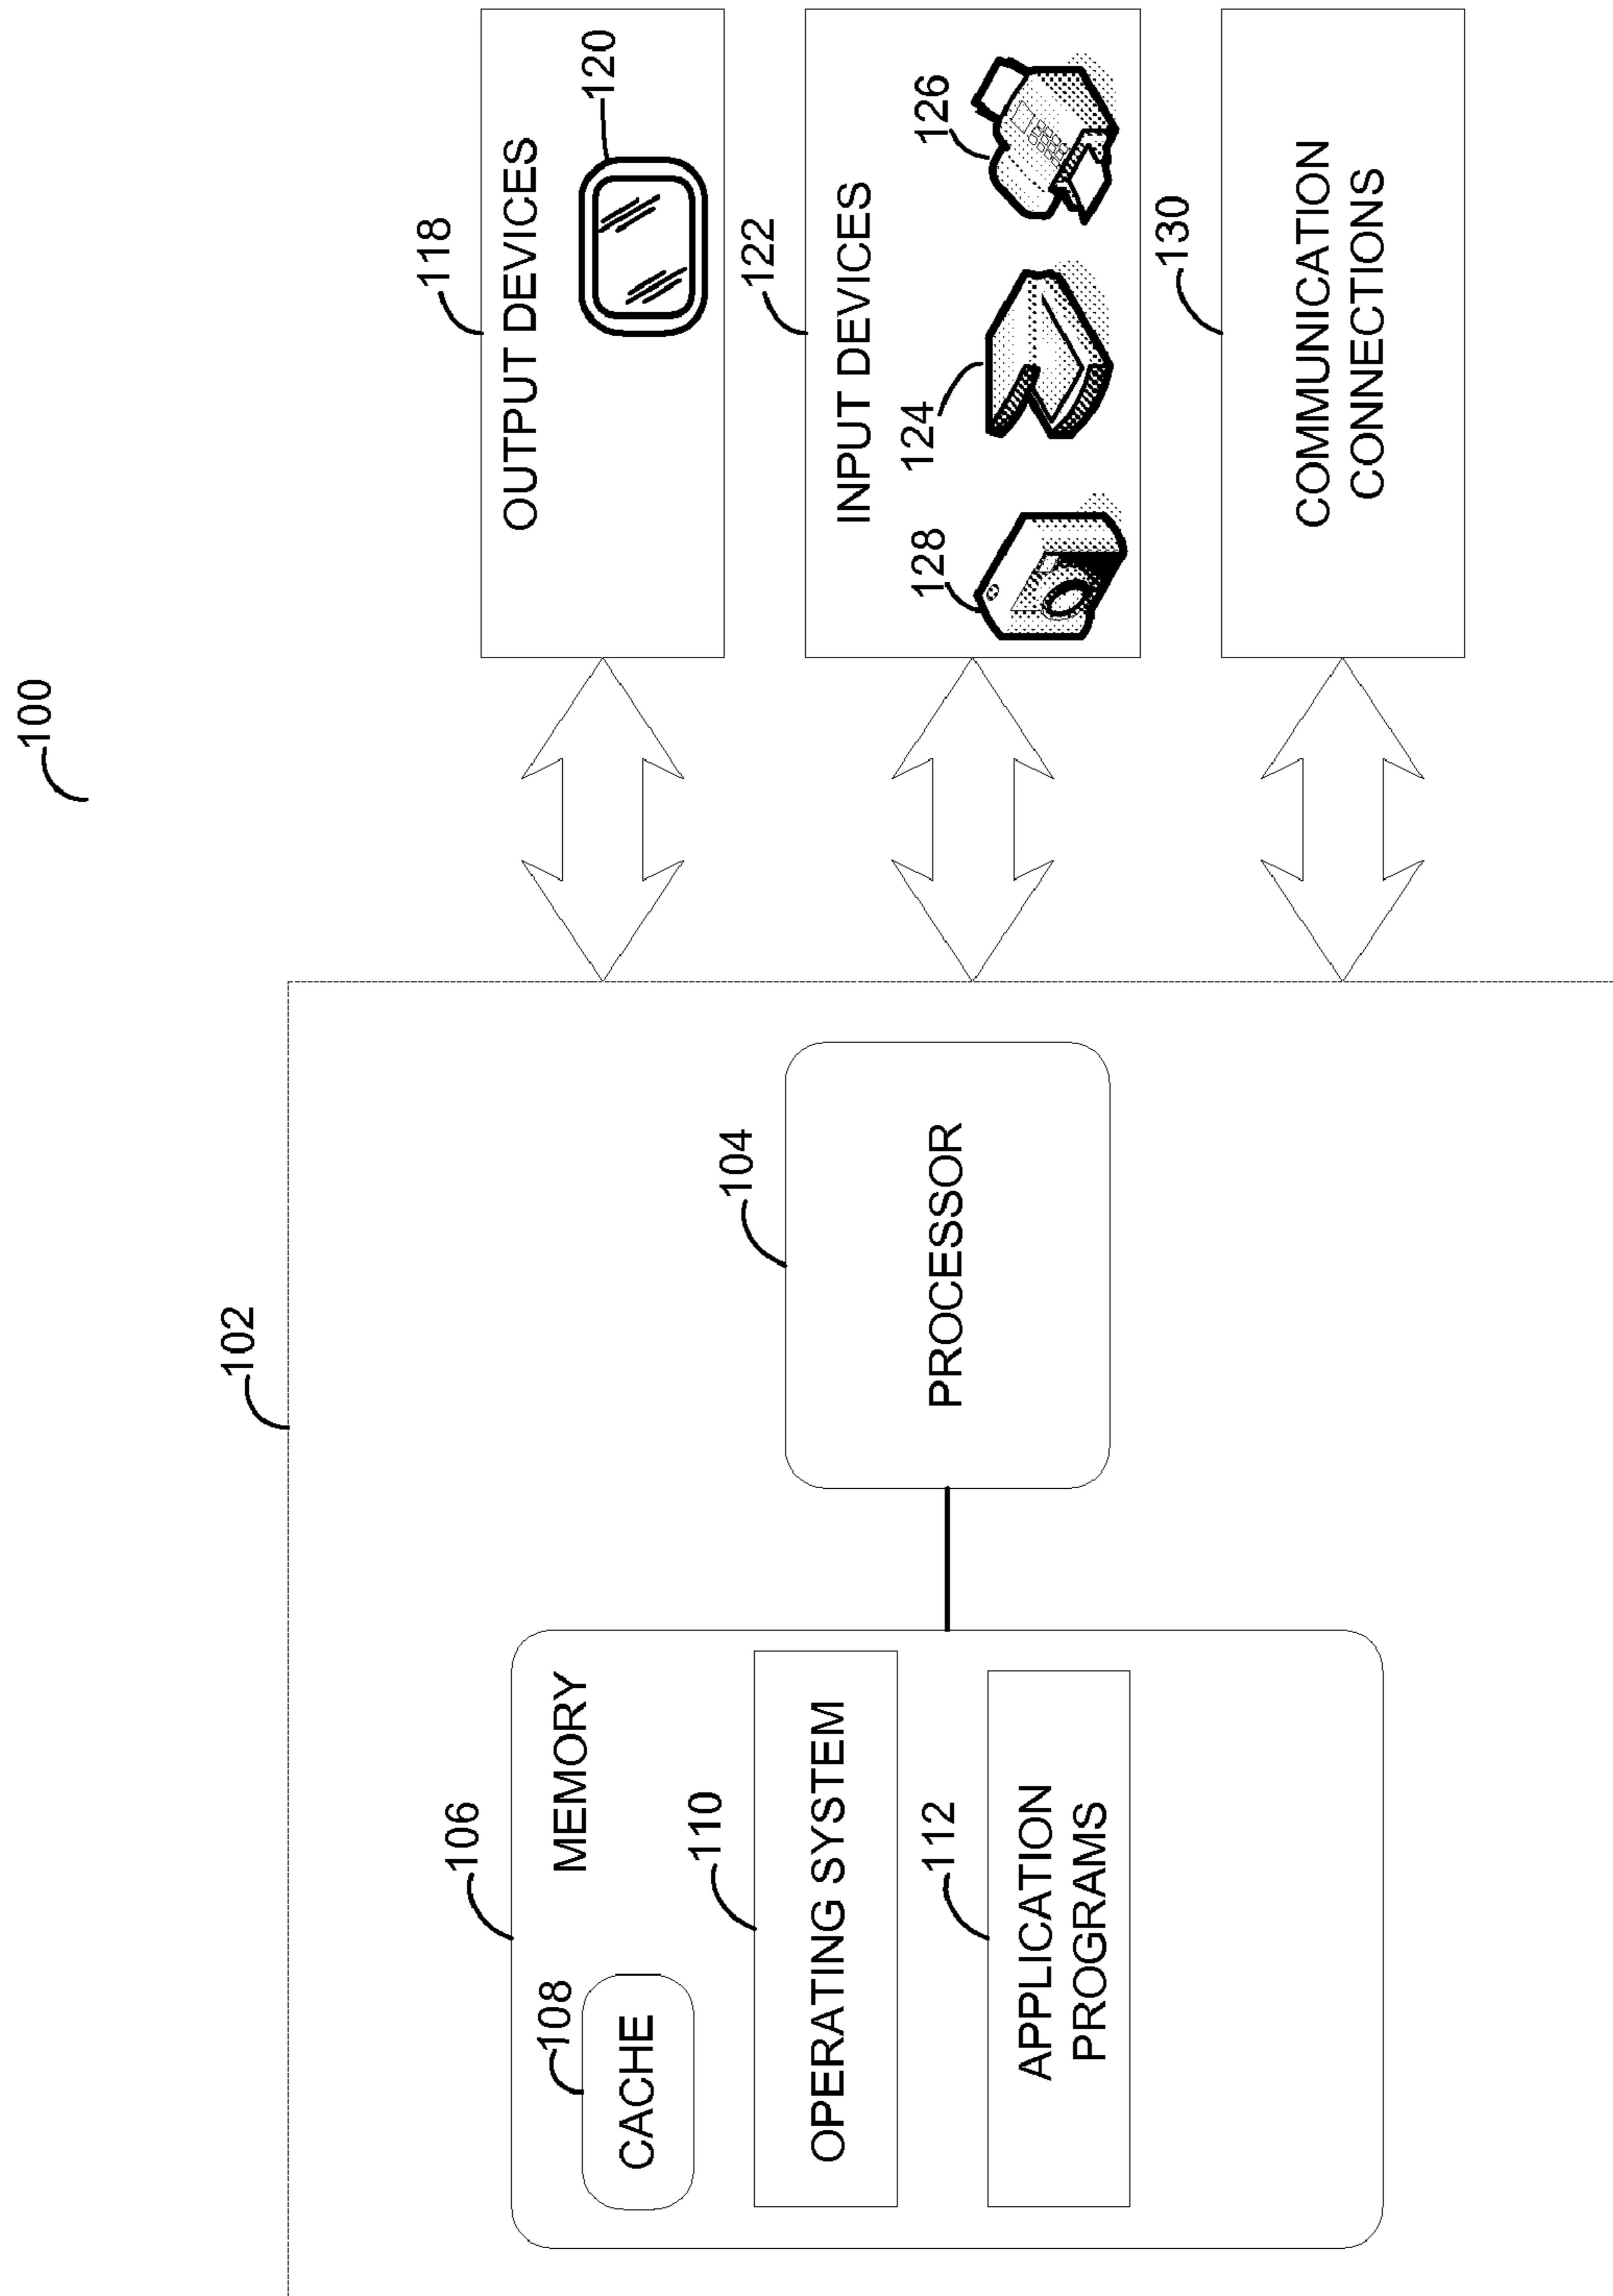 100
102
106
MEMORY
108
CACHE
110
OPERATING SYSTEM
112
APPLICATION
PROGRAMS
104
PROCESSOR
118
OUTPUT DEVICES
120
122
INPUT DEVICES
128
124
126
130
COMMUNICATION
CONNECTIONS